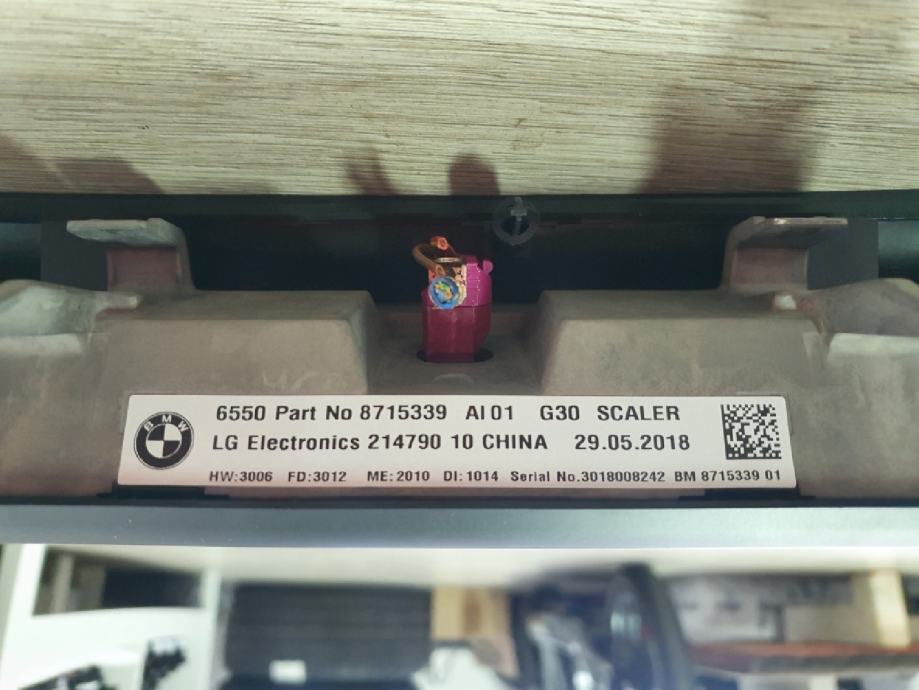 BMW
6550 Part No 8715339 AI 01 G30 SCALER
LG Electronics 214790 10 CHINA 29.05.2018
HW:3006 FD:3012 ME:2010 DI:1014 Serial No.3018008242 BM 8715339 01